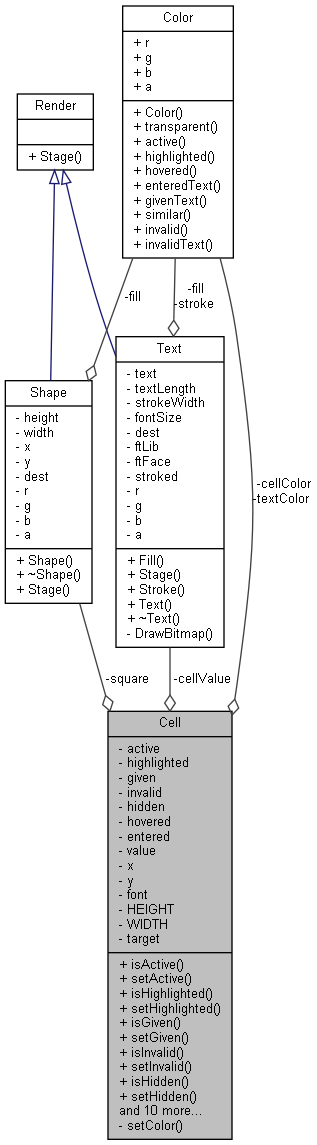 Color
+ r
+ g
+ b
+ a
+ Color()
+ transparent()
+ active()
+ highlighted()
+ hovered()
+ enteredText()
+ givenText()
+ similar()
+ invalid()
+ invalidText()
Render
+ Stage()
-fill
-fill
-stroke
Text
- text
- textLength
- strokeWidth
- fontSize
- dest
- ftLib
- ftFace
- stroked
- r
- g
- b
- a
+ Fill()
+ Stage()
+ Stroke()
+ Text()
+ ~Text()
- DrawBitmap()
Shape
- height
- width
- x
- y
- dest
- r
- g
- b
- a
+ Shape()
+ ~Shape()
+ Stage()
-cellColor
-textColor
-square
-cellValue
Cell
- active
- highlighted
- given
- invalid
- hidden
- hovered
- entered
- value
- x
- y
- font
- HEIGHT
- WIDTH
- target
+ isActive()
+ setActive()
+ isHighlighted()
+ setHighlighted()
+ isGiven()
+ setGiven()
+ isInvalid()
+ setInvalid()
+ isHidden()
+ setHidden()
and 10 more...
- setColor()